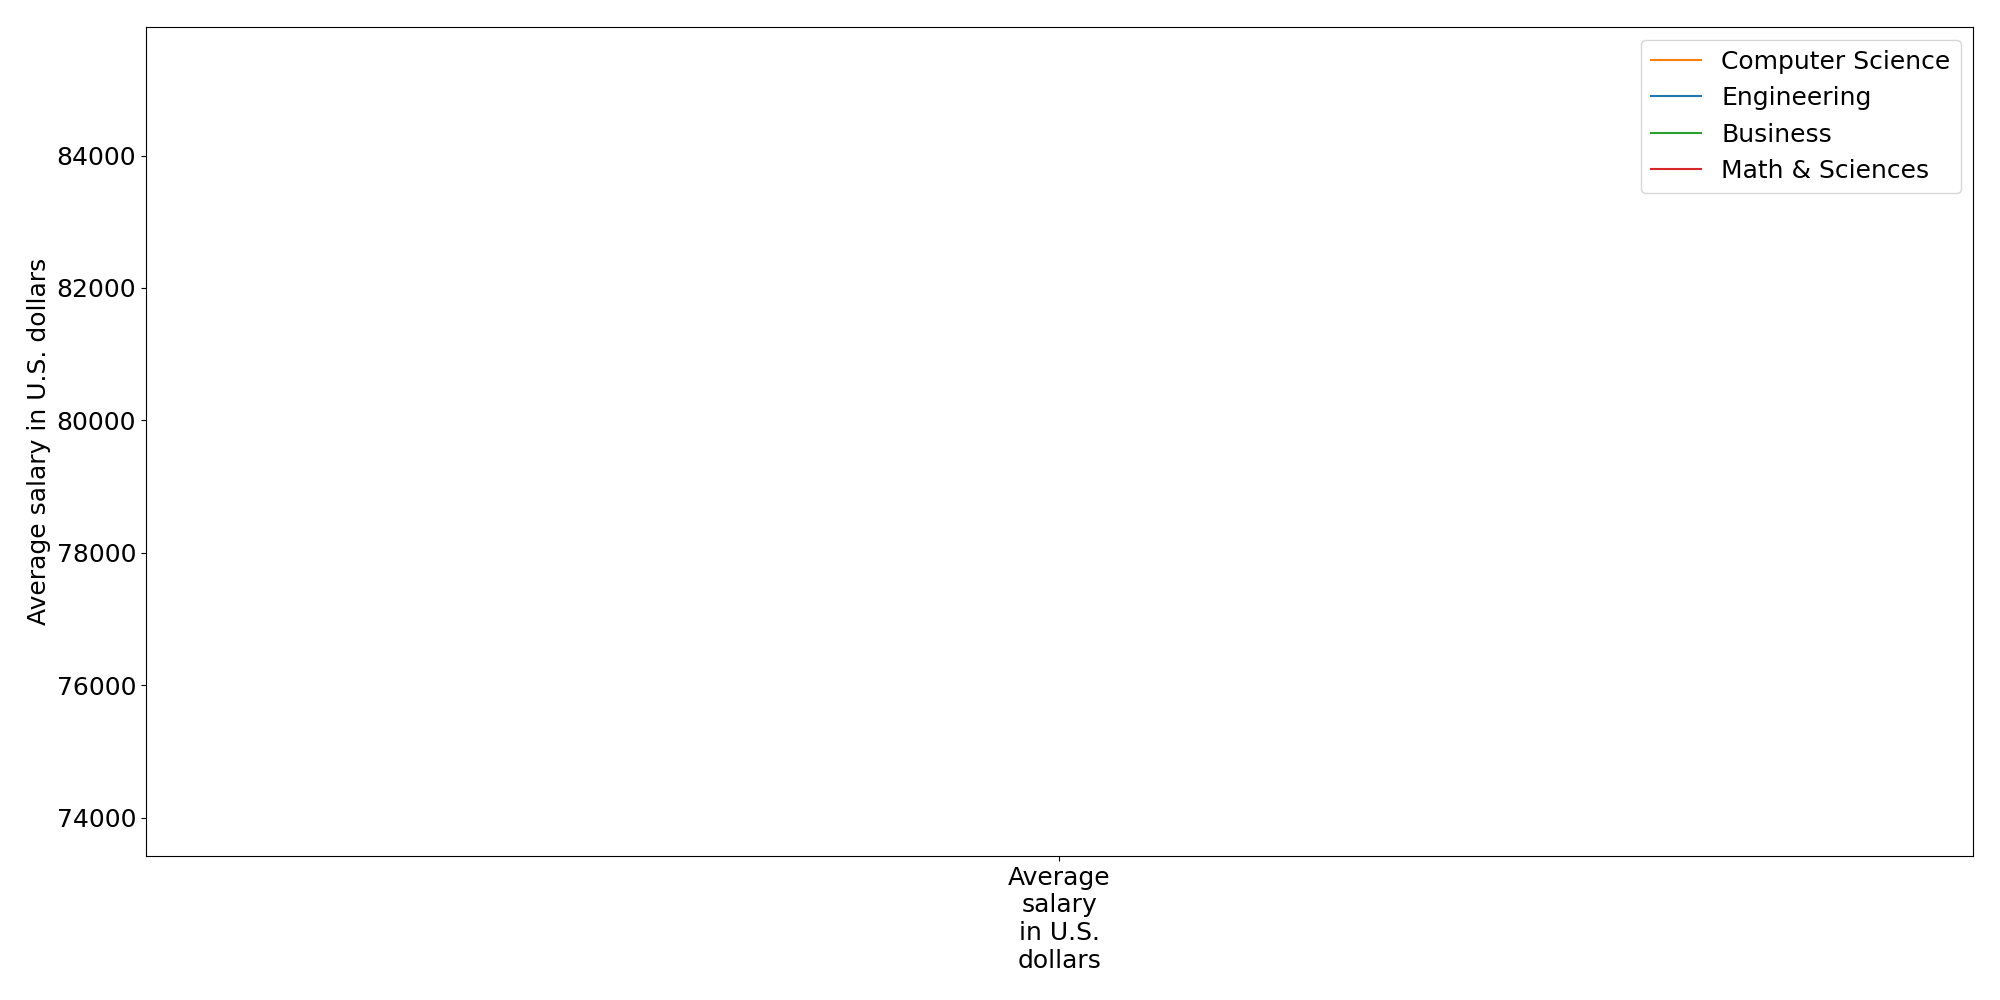 Computer Science
Engineering
Business
Math & Sciences
Average salary in U.S. dollars
84000
82000
80000
78000
76000
74000
Average
salary
in U.S.
dollars